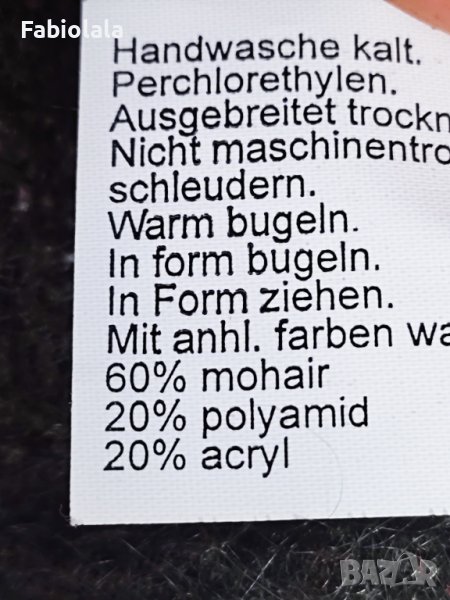 Fabiolala
Handwasche kalt.
Perchlorethylen.
Ausgebreitet trockn
Nicht maschinentro
schleudern.
Warm bugeln.
In form bugeln.
In Form ziehen.
Mit anhl. farben wa
60% mohair
20% polyamid
20% acryl
BAZAR